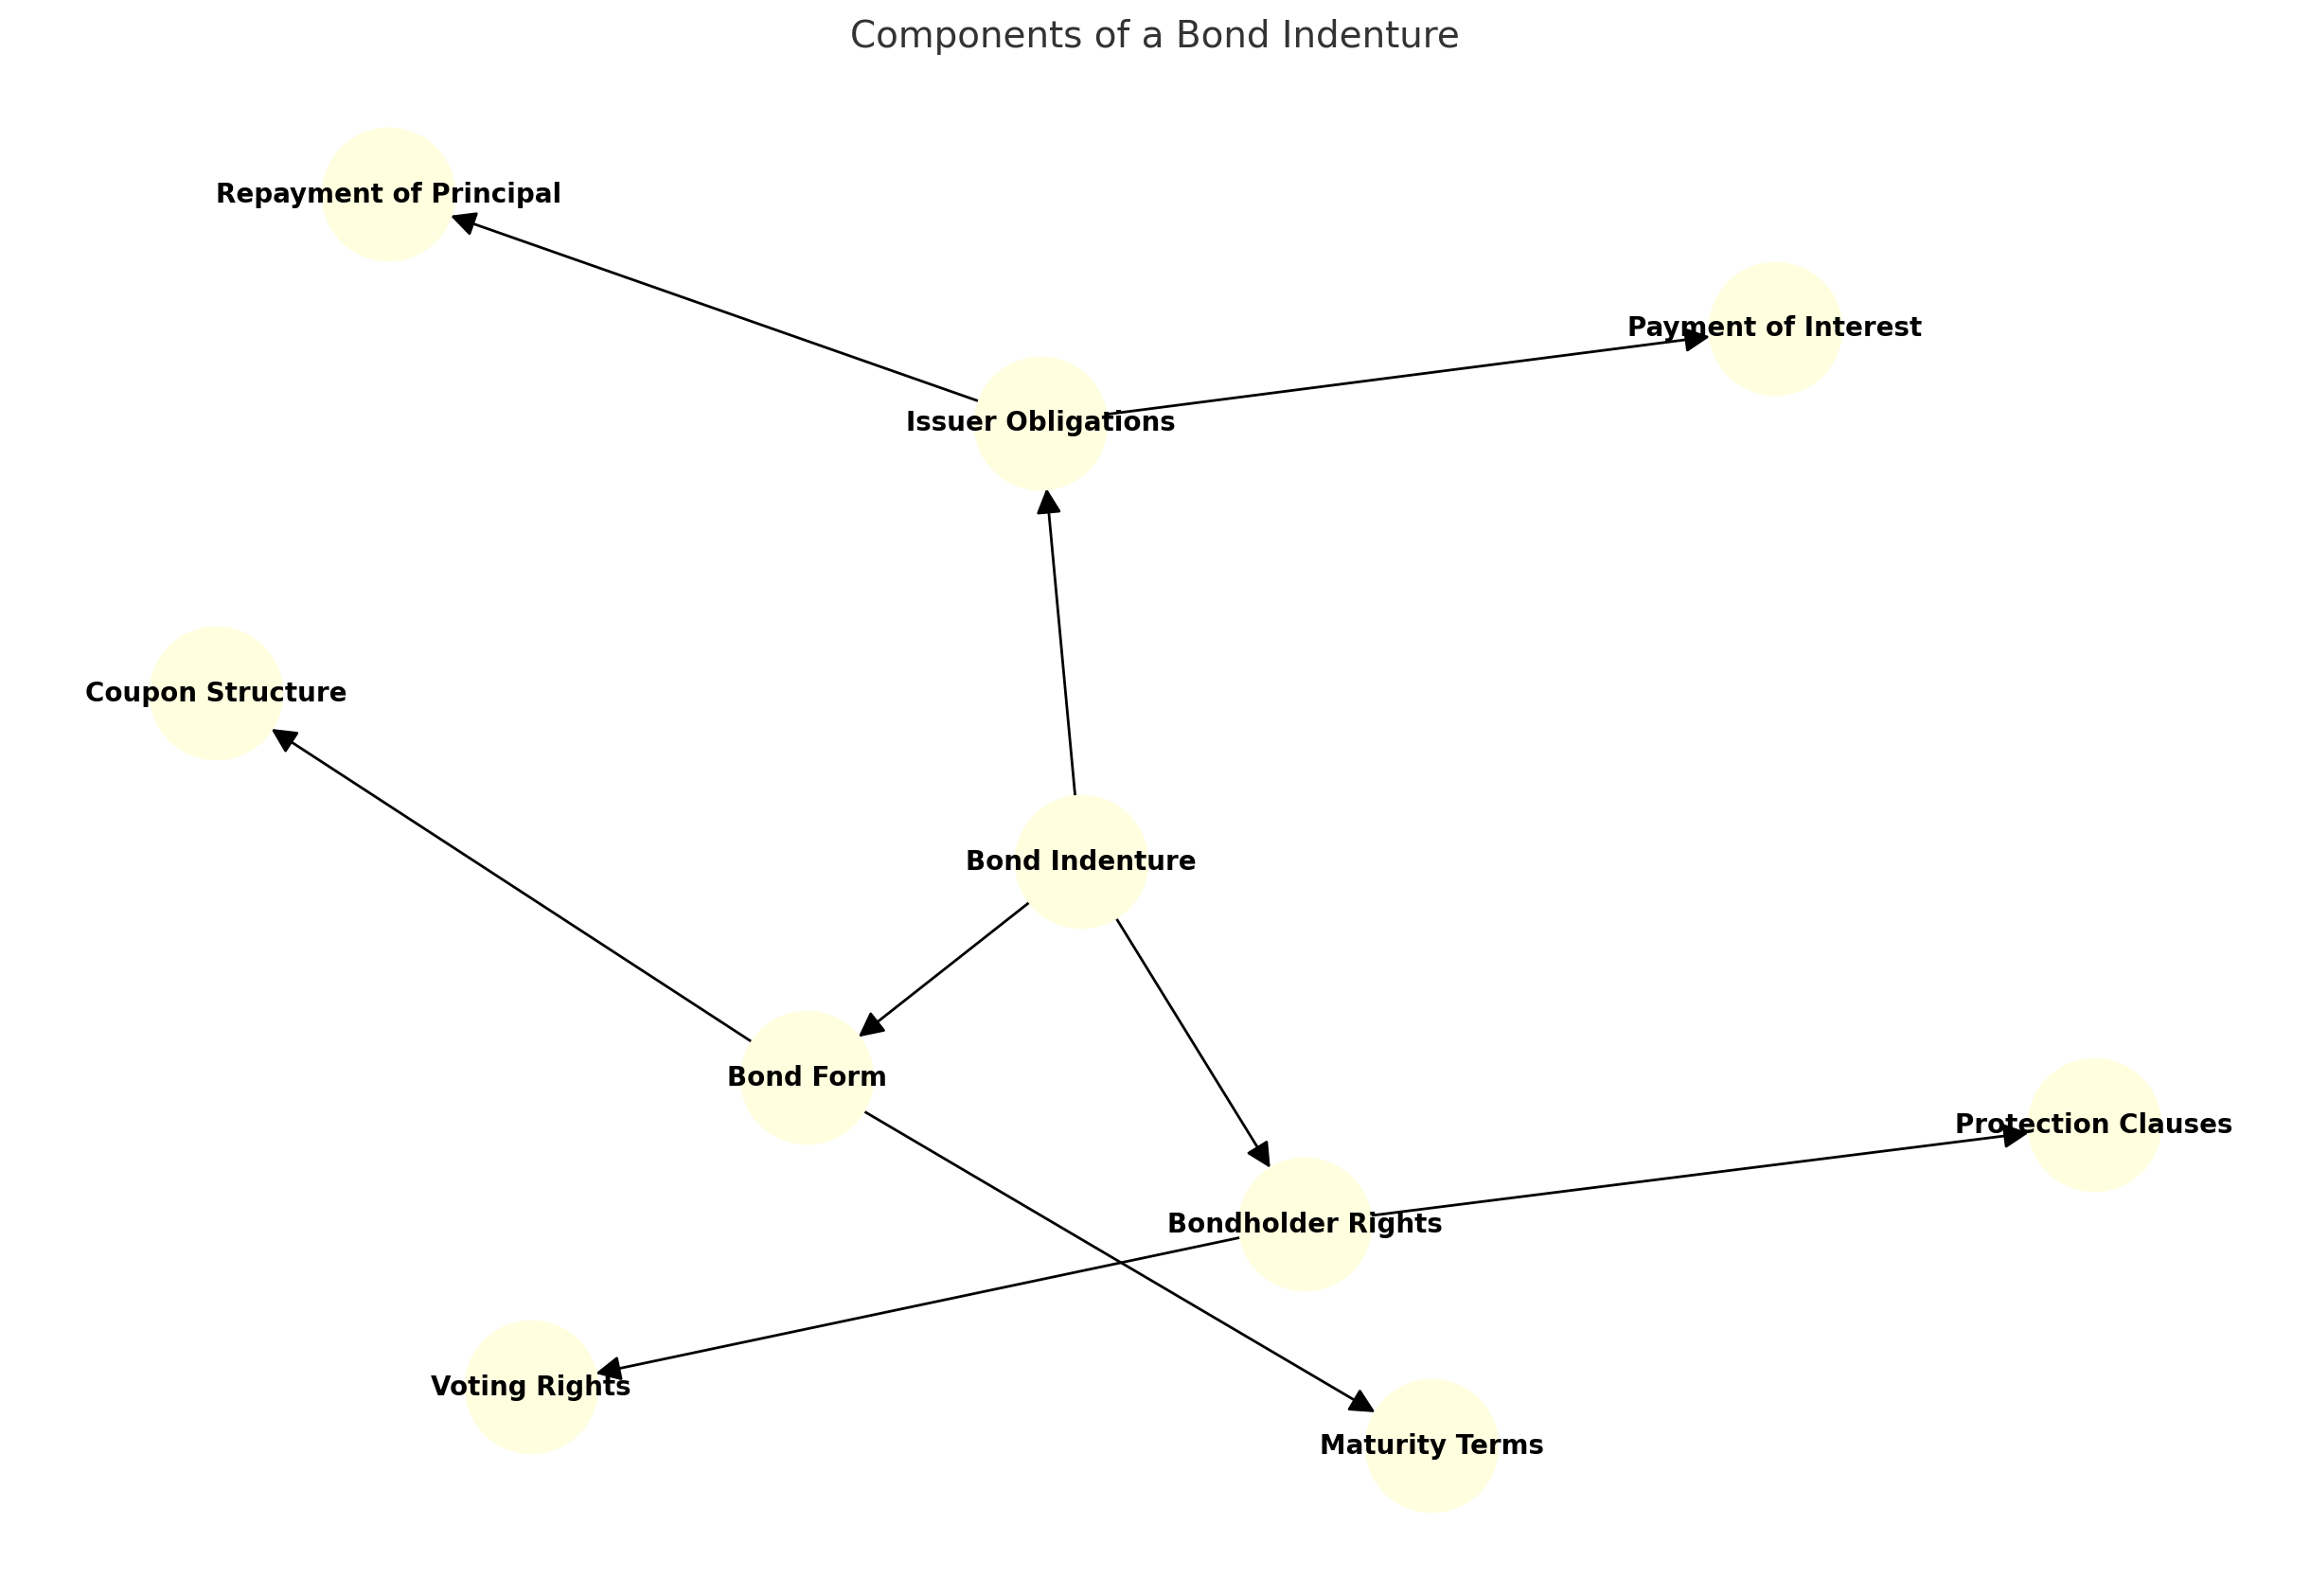 Components of a Bond Indenture
Repayment of Principal
Payment of Interest
Issuer Obligations
Coupon Structure
Bond Indenture
Bond Form
Protection Clauses
Bondholder Rights
Voting Rights
Maturity Terms